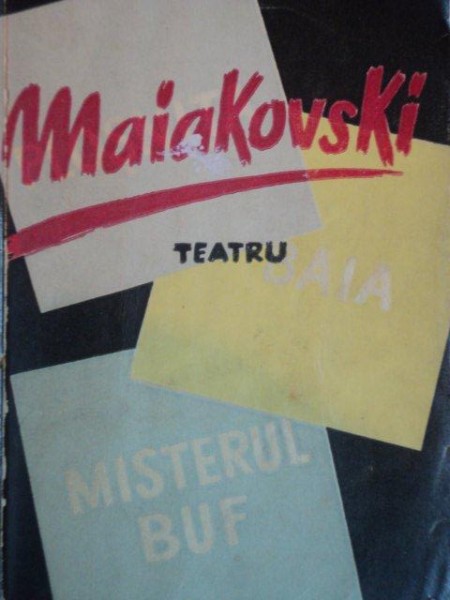 Maiakovski
TEATRU
BAIA
MISTERUL
BUF